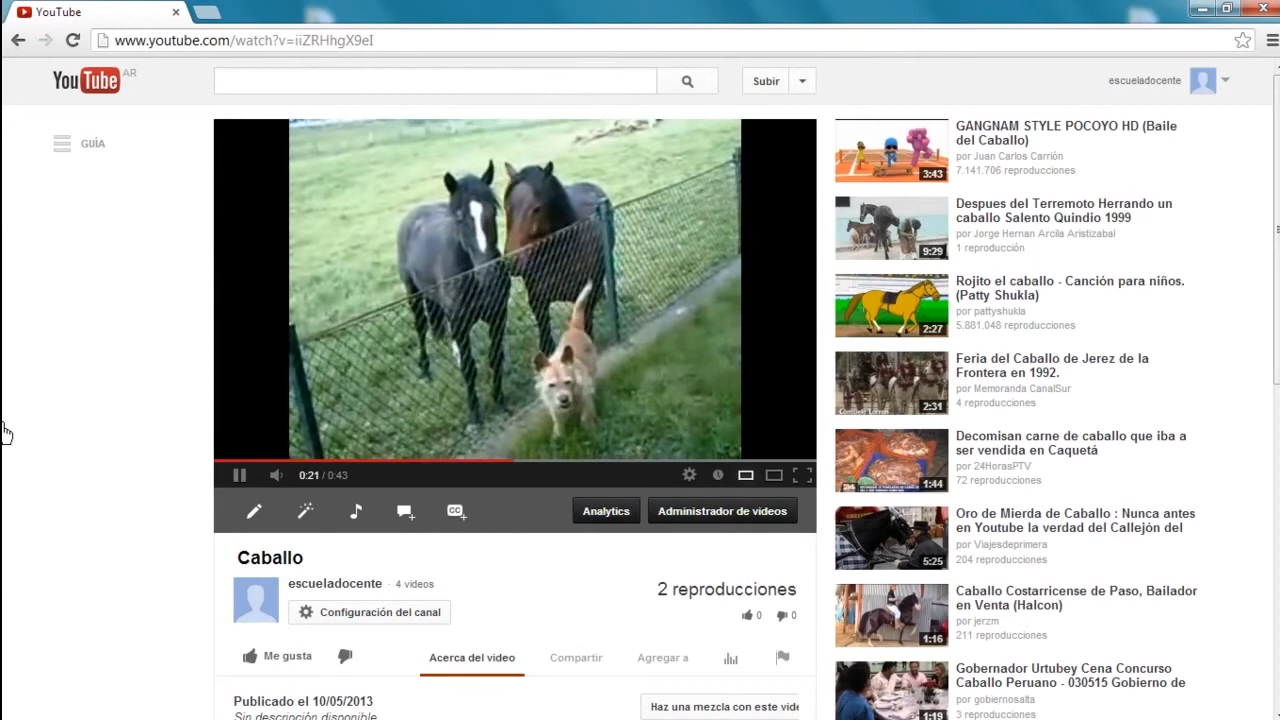 YouTube
www.youtube.com/watch?v=iiZRHhgX9eI
YouTube AR
Subir
escueladocente
GUÍA
0:21 / 0:43
Analytics
Administrador de videos
Caballo
escueladocente · 4 videos
Configuración del canal
2 reproducciones
0 0
Me gusta
Acerca del video
Compartir
Agregar a
Publicado el 10/05/2013
Sin descripción disponible
Haz una mezcla con este vide
GANGNAM STYLE POCOYO HD (Baile
del Caballo)
por Juan Carlos Carrión
7.141.706 reproducciones
3:43
Despues del Terremoto Herrando un
caballo Salento Quindio 1999
por Jorge Hernan Arcila Aristizabal
1 reproducción
9:29
Rojito el caballo - Canción para niños.
(Patty Shukla)
por pattyshukla
5.881.048 reproducciones
2:27
Feria del Caballo de Jerez de la
Frontera en 1992.
por Memoranda CanalSur
4 reproducciones
2:31
Decomisan carne de caballo que iba a
ser vendida en Caquetá
por 24HorasPTV
72 reproducciones
1:44
Oro de Mierda de Caballo : Nunca antes
en Youtube la verdad del Callejón del
por Viajesdeprimera
204 reproducciones
5:25
Caballo Costarricense de Paso, Bailador
en Venta (Halcon)
por jerzm
211 reproducciones
1:16
Gobernador Urtubey Cena Concurso
Caballo Peruano - 030515 Gobierno de
por gobiernosalta
3 reproducciones
1:19